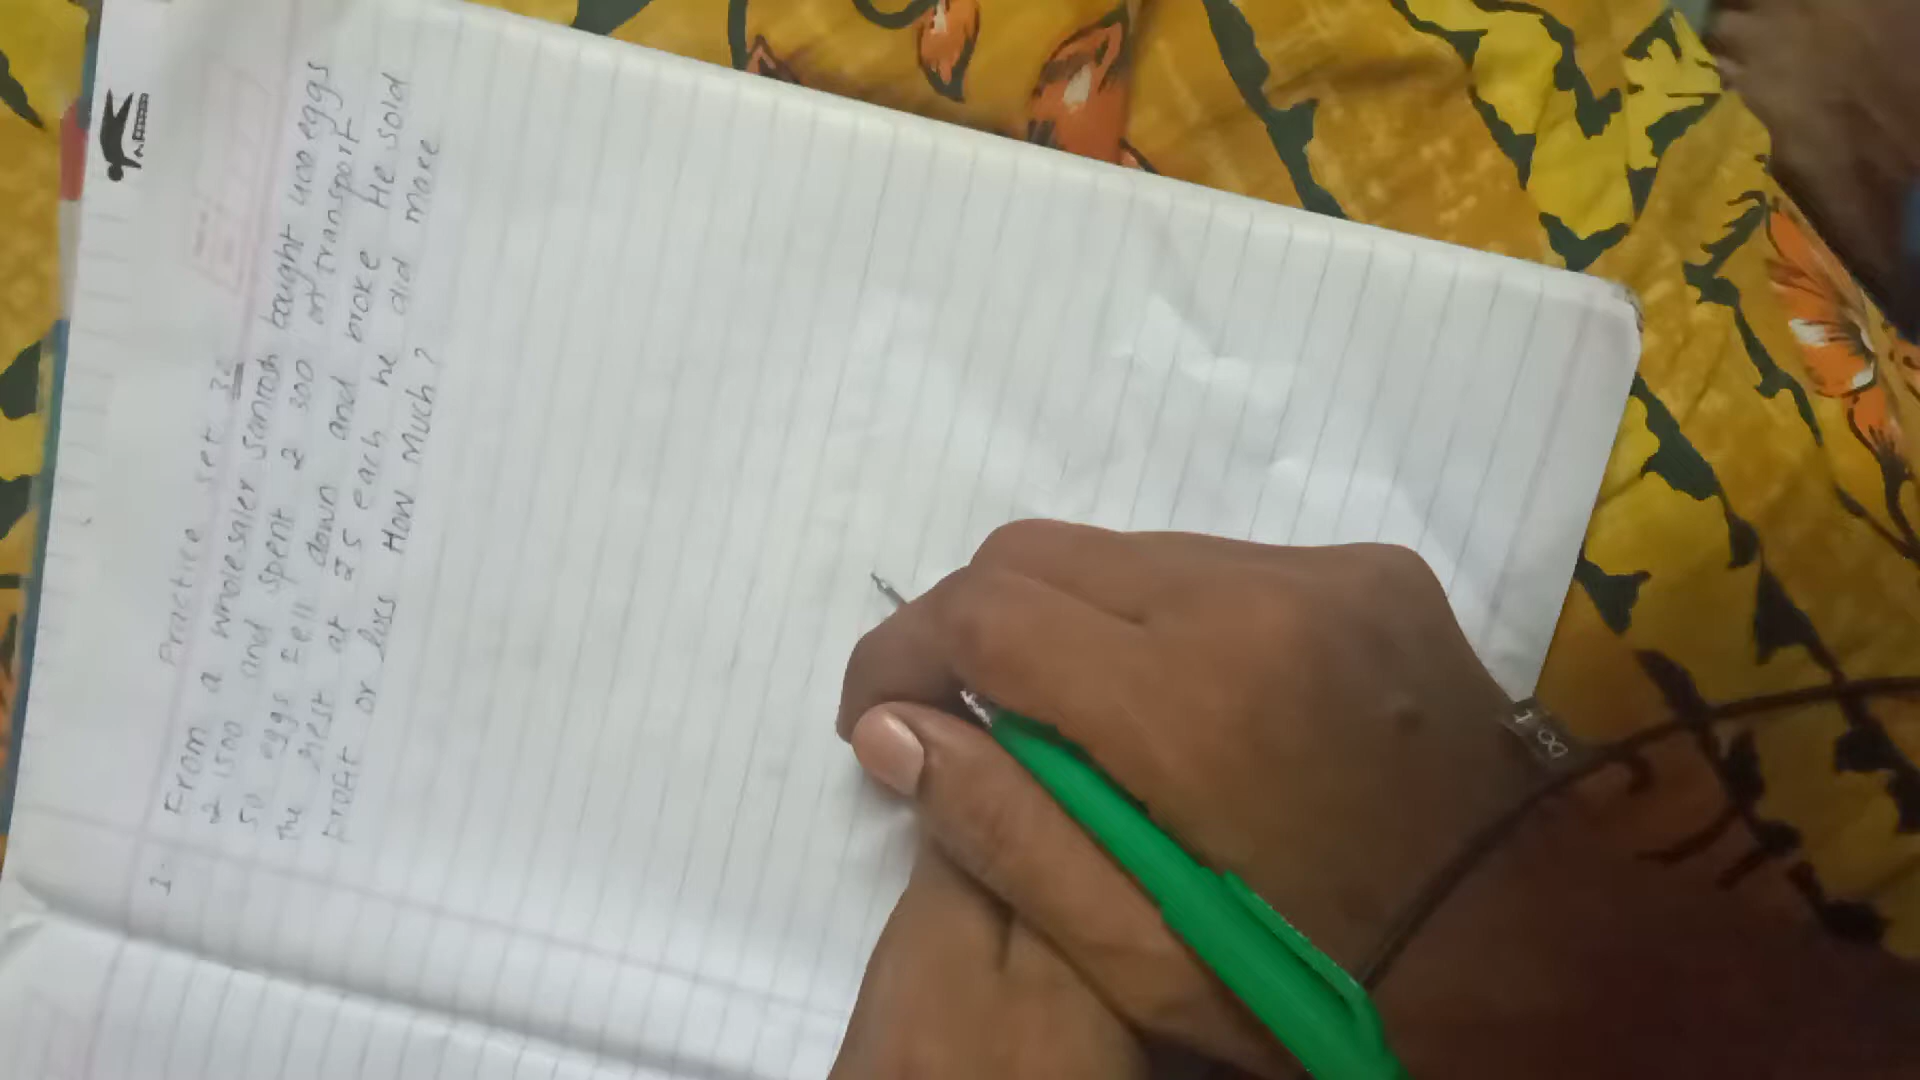 Practice set 32
1. From a wholesaler Santosh bought 400 eggs
₹ 1500 and spent ₹ 300 on transport
50 eggs fell down and broke He sold
The rest at ₹ 5 each he did make
profit or loss How Much?